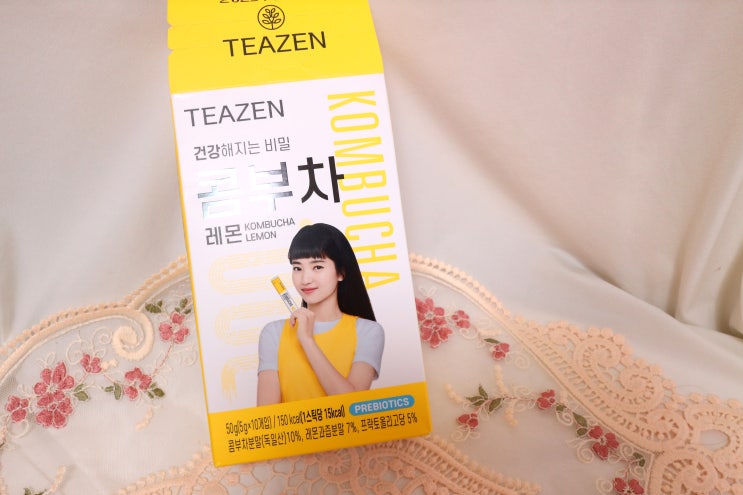 TEAZEN
TEAZEN
KOMBUCHA
건강해지는 비밀
콤부차
레몬 KOMBUCHA
LEMON
50g(5g×10개입) / 150 kcal(1스틱당 15kcal) PREBIOTICS
콤부차분말(독일산)10%, 레몬과즙분말 7%, 프락토올리고당 5%